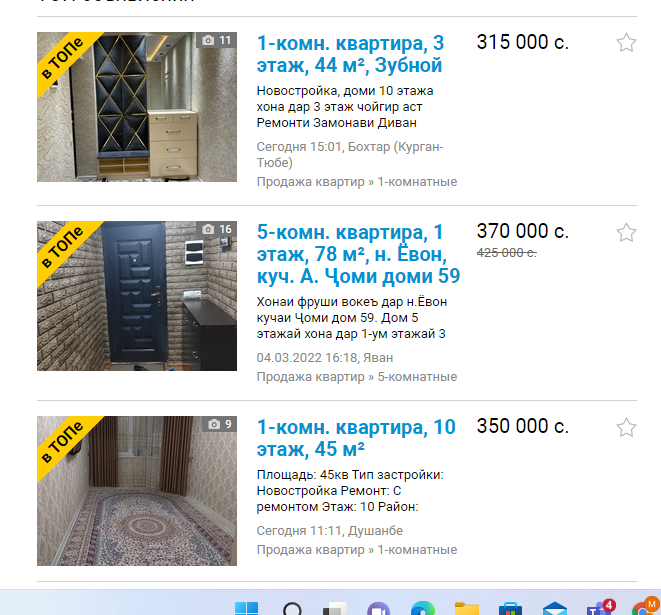 в ТОПе
11
1-комн. квартира, 3
этаж, 44 м², Зубной
315 000 с.
Новостройка, доми 10 этажа
хона дар 3 этаж чойгир аст
Ремонти Замонави Диван
Сегодня 15:01, Бохтар (Курган-
Тюбе)
Продажа квартир » 1-комнатные
в ТОПе
16
5-комн. квартира, 1
этаж, 78 м², н. Ёвон,
куч. А. Ҷоми доми 59
370 000 с.
425 000 с.
Хонаи фруши вокеъ дар н.Ёвон
кучаи Ҷоми дом 59. Дом 5
этажай хона дар 1-ум этажай 3
04.03.2022 16:18, Яван
Продажа квартир » 5-комнатные
в ТОПе
9
1-комн. квартира, 10
этаж, 45 м²
350 000 с.
Площадь: 45кв Тип застройки:
Новостройка Ремонт: С
ремонтом Этаж: 10 Район:
Сегодня 11:11, Душанбе
Продажа квартир » 1-комнатные
4
M